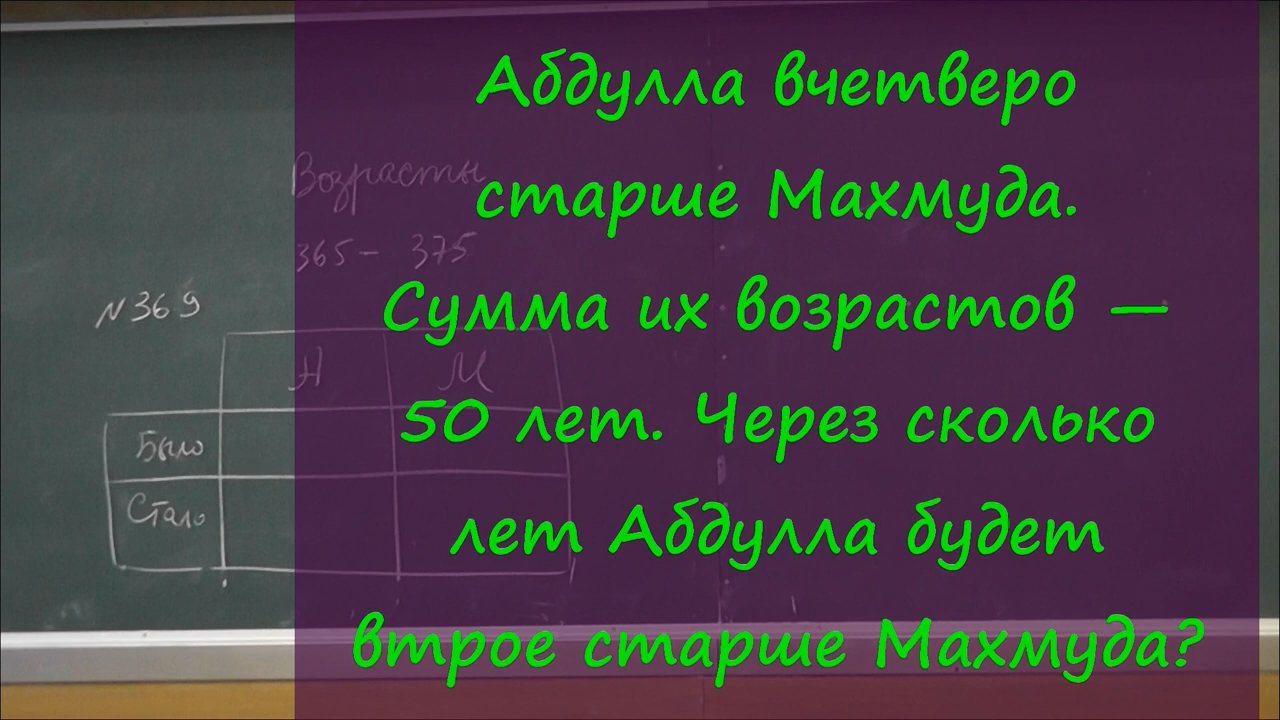 Абдулла вчетверо
старше Махмуда.
Сумма их возрастов —
50 лет. Через сколько
лет Абдулла будет
втрое старше Махмуда?
Возрасты
365 - 375
№369
А М
Было
Стало